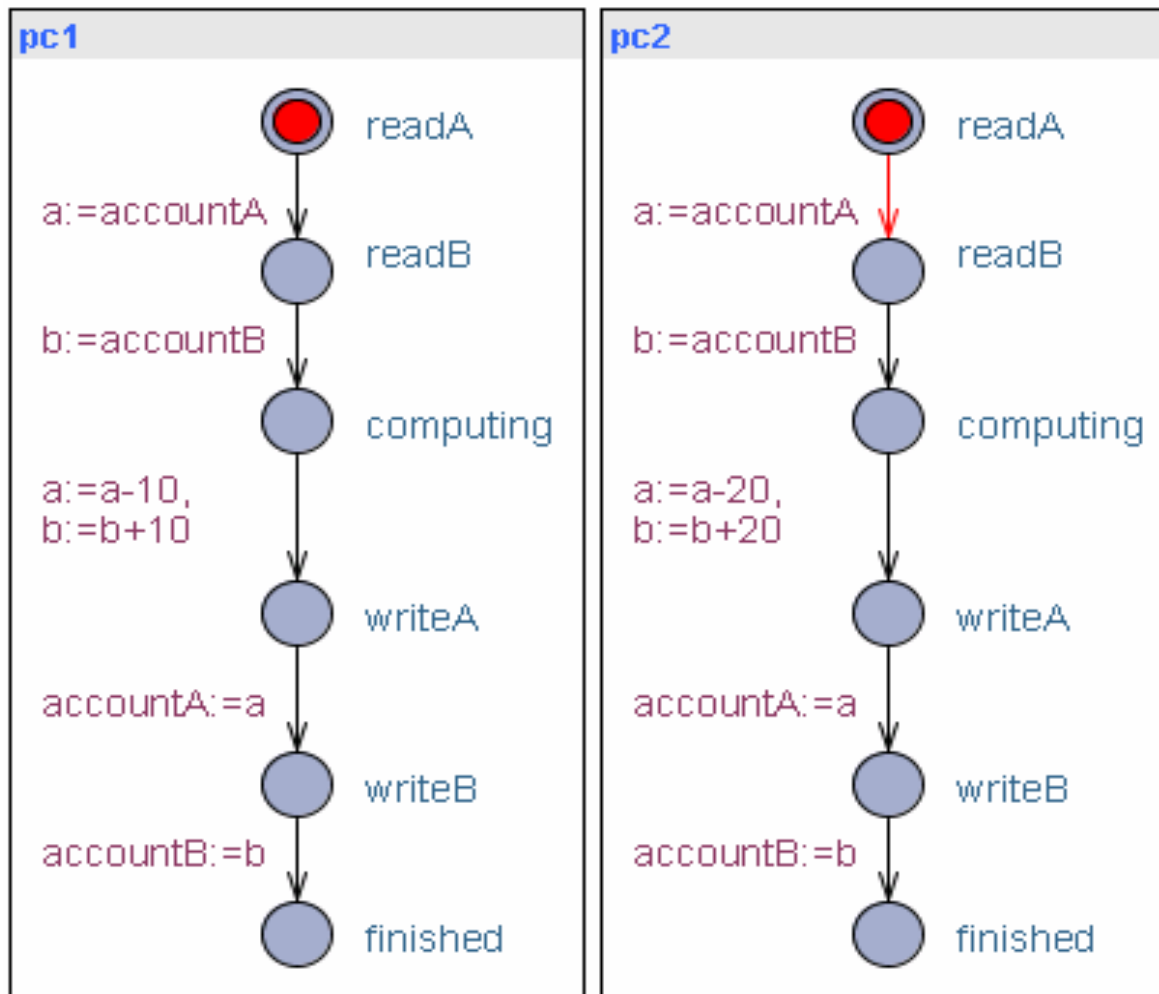 pc1
readA
a:=accountA
readB
b:=accountB
computing
a:=a-10,
b:=b+10
writeA
accountA:=a
writeB
accountB:=b
finished
pc2
readA
a:=accountA
readB
b:=accountB
computing
a:=a-20,
b:=b+20
writeA
accountA:=a
writeB
accountB:=b
finished